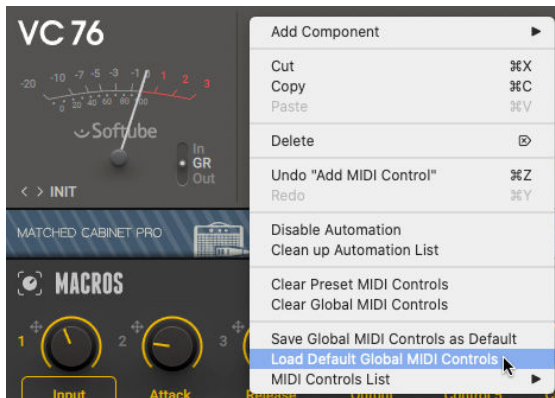 VC 76
-20 -10 -7 -5 -3 -1 0 1 2 3
0 20 40 60 80 100
Softube
In
GR
Out
< > INIT
MATCHED CABINET PRO
MACROS
1 2 3
Input Attack Release Output
Add Component
Cut ⌘X
Copy ⌘C
Paste ⌘V
Delete ⌦
Undo "Add MIDI Control" ⌘Z
Redo ⌘Y
Disable Automation
Clean up Automation List
Clear Preset MIDI Controls
Clear Global MIDI Controls
Save Global MIDI Controls as Default
Load Default Global MIDI Controls
MIDI Controls List